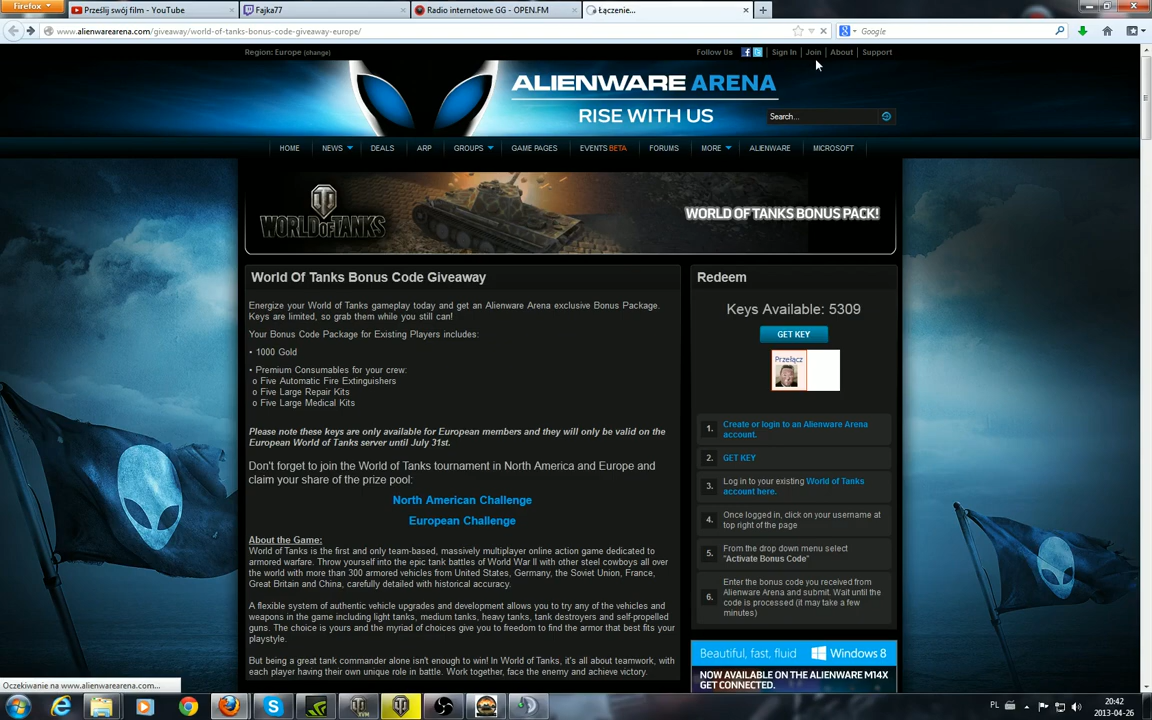 Firefox
Prześlij swój film - YouTube
Fajka77
Radio internetowe GG - OPEN.FM
Łączenie...
www.alienwarearena.com/giveaway/world-of-tanks-bonus-code-giveaway-europe/
Google
Region: Europe (change)
Follow Us
Sign In | Join | About | Support
ALIENWARE ARENA
RISE WITH US
Search...
HOME
NEWS
DEALS
ARP
GROUPS
GAME PAGES
EVENTS BETA
FORUMS
MORE
ALIENWARE
MICROSOFT
WORLD OF TANKS
WORLD OF TANKS BONUS PACK!
World Of Tanks Bonus Code Giveaway
Energize your World of Tanks gameplay today and get an Alienware Arena exclusive Bonus Package.
Keys are limited, so grab them while you still can!
Your Bonus Code Package for Existing Players includes:
• 1000 Gold
• Premium Consumables for your crew:
o Five Automatic Fire Extinguishers
o Five Large Repair Kits
o Five Large Medical Kits
Please note these keys are only available for European members and they will only be valid on the
European World of Tanks server until July 31st.
Don't forget to join the World of Tanks tournament in North America and Europe and
claim your share of the prize pool:
North American Challenge
European Challenge
About the Game:
World of Tanks is the first and only team-based, massively multiplayer online action game dedicated to
armored warfare. Throw yourself into the epic tank battles of World War II with other steel cowboys all over
the world with more than 300 armored vehicles from United States, Germany, the Soviet Union, France,
Great Britain and China, carefully detailed with historical accuracy.
A flexible system of authentic vehicle upgrades and development allows you to try any of the vehicles and
weapons in the game including light tanks, medium tanks, heavy tanks, tank destroyers and self-propelled
guns. The choice is yours and the myriad of choices give you to freedom to find the armor that best fits your
playstyle.
But being a great tank commander alone isn't enough to win! In World of Tanks, it's all about teamwork, with
each player having their own unique role in battle. Work together, face the enemy and achieve victory.
Redeem
Keys Available: 5309
GET KEY
Przełącz
1. Create or login to an Alienware Arena
account.
2. GET KEY
3. Log in to your existing World of Tanks
account here.
4. Once logged in, click on your username at
top right of the page
5. From the drop down menu select
"Activate Bonus Code"
6. Enter the bonus code you received from
Alienware Arena and submit. Wait until the
code is processed (it may take a few
minutes)
Beautiful, fast, fluid
Windows 8
NOW AVAILABLE ON THE ALIENWARE M14X
GET CONNECTED.
Oczekiwanie na www.alienwarearena.com...
XVM
PL
20:42
2013-04-26